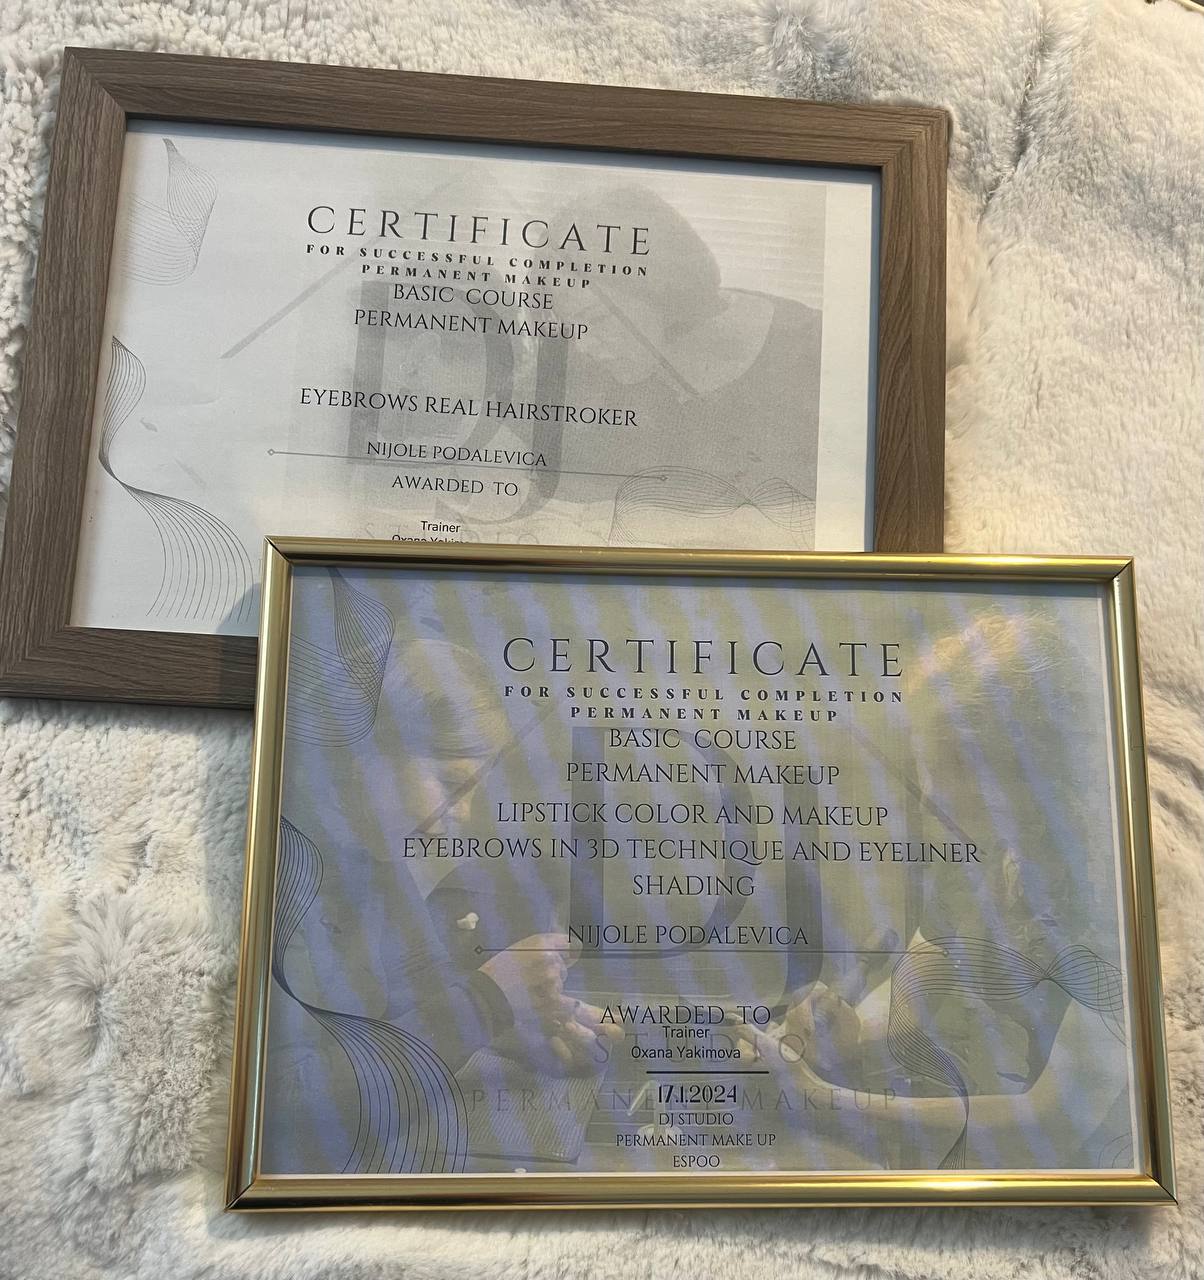 CERTIFICATE
FOR SUCCESSFUL COMPLETION
PERMANENT MAKEUP
BASIC COURSE
PERMANENT MAKEUP
EYEBROWS REAL HAIRSTROKER
NIJOLE PODALEVICA
AWARDED TO
Trainer
DJ
CERTIFICATE
FOR SUCCESSFUL COMPLETION
PERMANENT MAKEUP
BASIC COURSE
PERMANENT MAKEUP
LIPSTICK COLOR AND MAKEUP
EYEBROWS IN 3D TECHNIQUE AND EYELINER
SHADING
NIJOLE PODALEVICA
AWARDED TO
Trainer
Oxana Yakimova
17.1.2024
DJ STUDIO
PERMANENT MAKE UP
ESPOO
DJ
STUDIO
PERMANENT MAKEUP